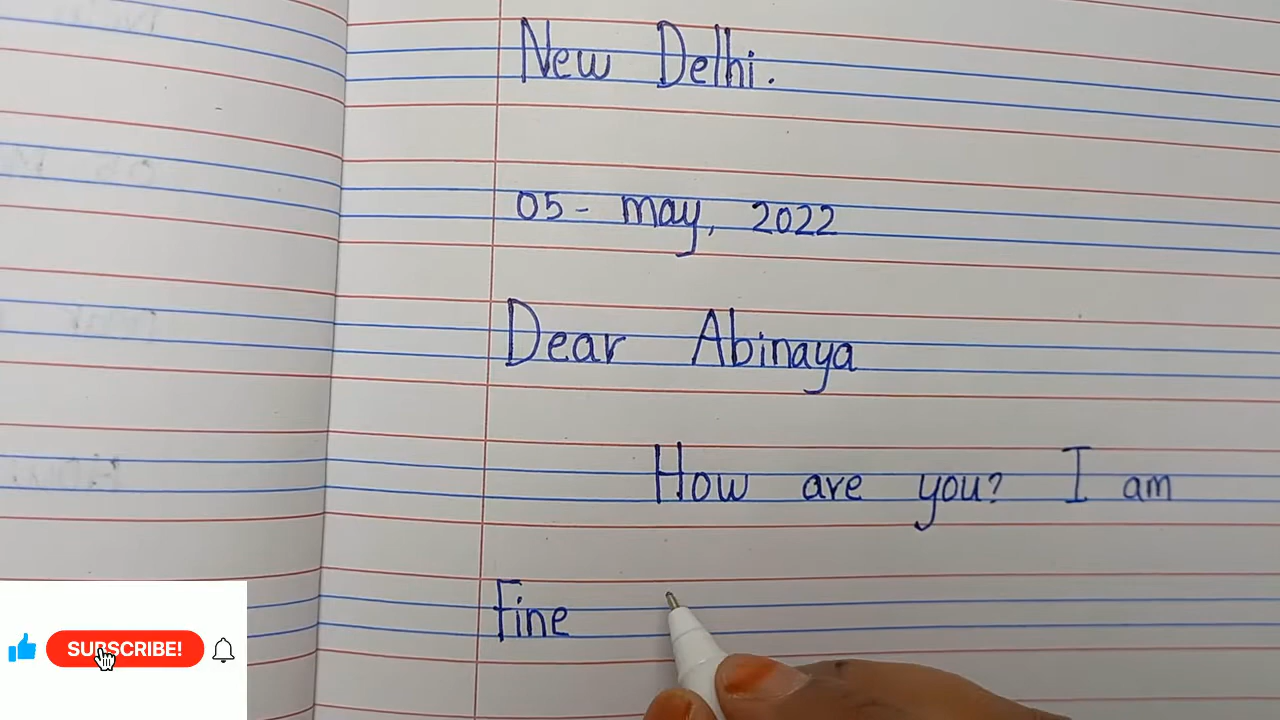 New Delhi.
05- May, 2022
Dear Abinaya
How are you? I am
Fine
SUBSCRIBE!